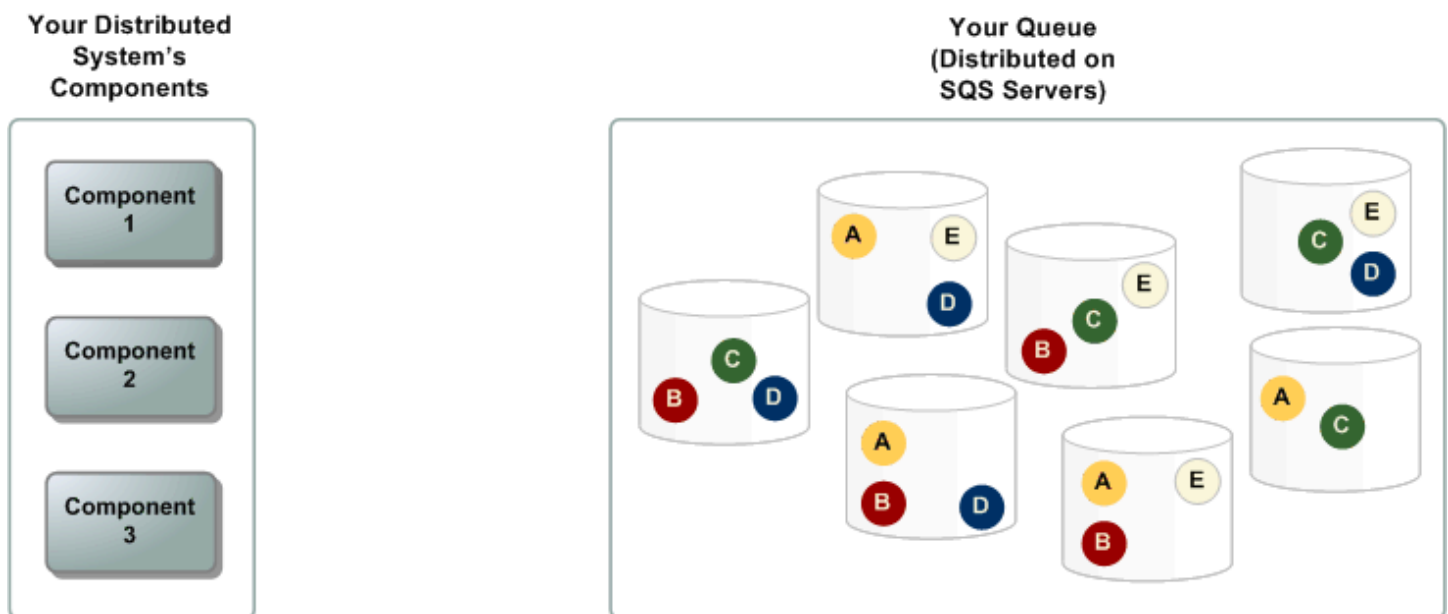 Your Distributed
System's
Components
Your Queue
(Distributed on
SQS Servers)
Component
1
Component
2
Component
3
A
E
D
B
C
E
E
C
D
C
B
D
A
B
D
A
E
B
A
C